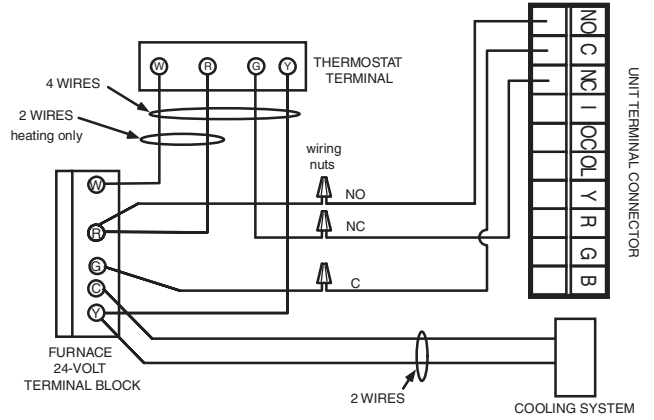 W R G Y
THERMOSTAT
TERMINAL
4 WIRES
2 WIRES
heating only
wiring
nuts
NO
NC
C
W
R
G
C
Y
FURNACE
24-VOLT
TERMINAL BLOCK
2 WIRES
COOLING SYSTEM
NO
C
NC
I
OC
OL
Y
R
G
B
UNIT TERMINAL CONNECTOR